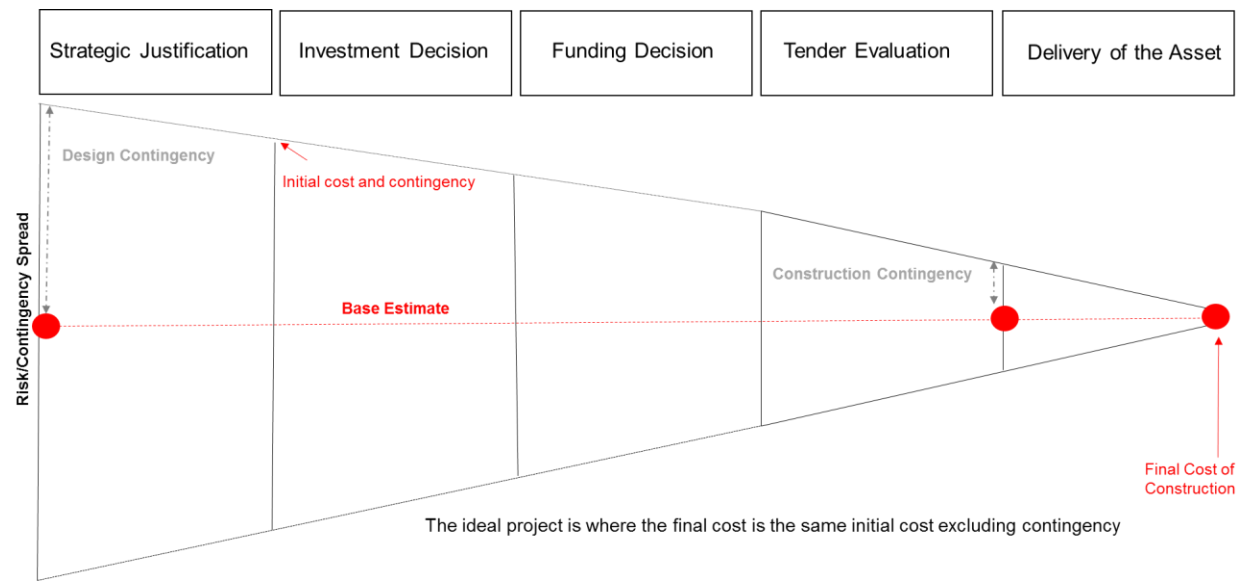 Strategic Justification
Investment Decision
Funding Decision
Tender Evaluation
Delivery of the Asset
Design Contingency
Initial cost and contingency
Risk/Contingency Spread
Construction Contingency
Base Estimate
Final Cost of
Construction
The ideal project is where the final cost is the same initial cost excluding contingency